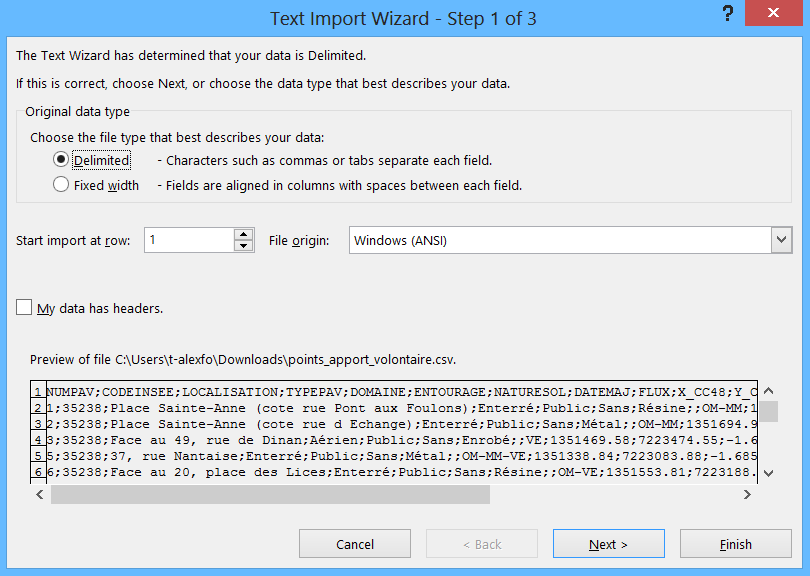 Text Import Wizard - Step 1 of 3
?
The Text Wizard has determined that your data is Delimited.
If this is correct, choose Next, or choose the data type that best describes your data.
Original data type
Choose the file type that best describes your data:
Delimited - Characters such as commas or tabs separate each field.
Fixed width - Fields are aligned in columns with spaces between each field.
Start import at row: 1 File origin: Windows (ANSI)
My data has headers.
Preview of file C:\Users\t-alexfo\Downloads\points_apport_volontaire.csv.
1 NUMPAV;CODEINSEE;LOCALISATION;TYPEPAV;DOMAINE;ENTOURAGE;NATURESOL;DATEMAJ;FLUX;X_CC48;Y_C
2 1;35238;Place Sainte-Anne (cote rue Pont aux Foulons);Enterré;Public;Sans;Résine;;OM-MM;1
3 2;35238;Place Sainte-Anne (cote rue d Echange);Enterré;Public;Sans;Métal;;OM-MM;1351694.9
4 3;35238;Face au 49, rue de Dinan;Aérien;Public;Sans;Enrobé;;VE;1351469.58;7223474.55;-1.6
5 5;35238;37, rue Nantaise;Enterré;Public;Sans;Métal;;OM-MM-VE;1351338.84;7223083.88;-1.685
6 6;35238;Face au 20, place des Lices;Enterré;Public;Sans;Résine;;OM-VE;1351553.81;7223188.
Cancel < Back Next > Finish